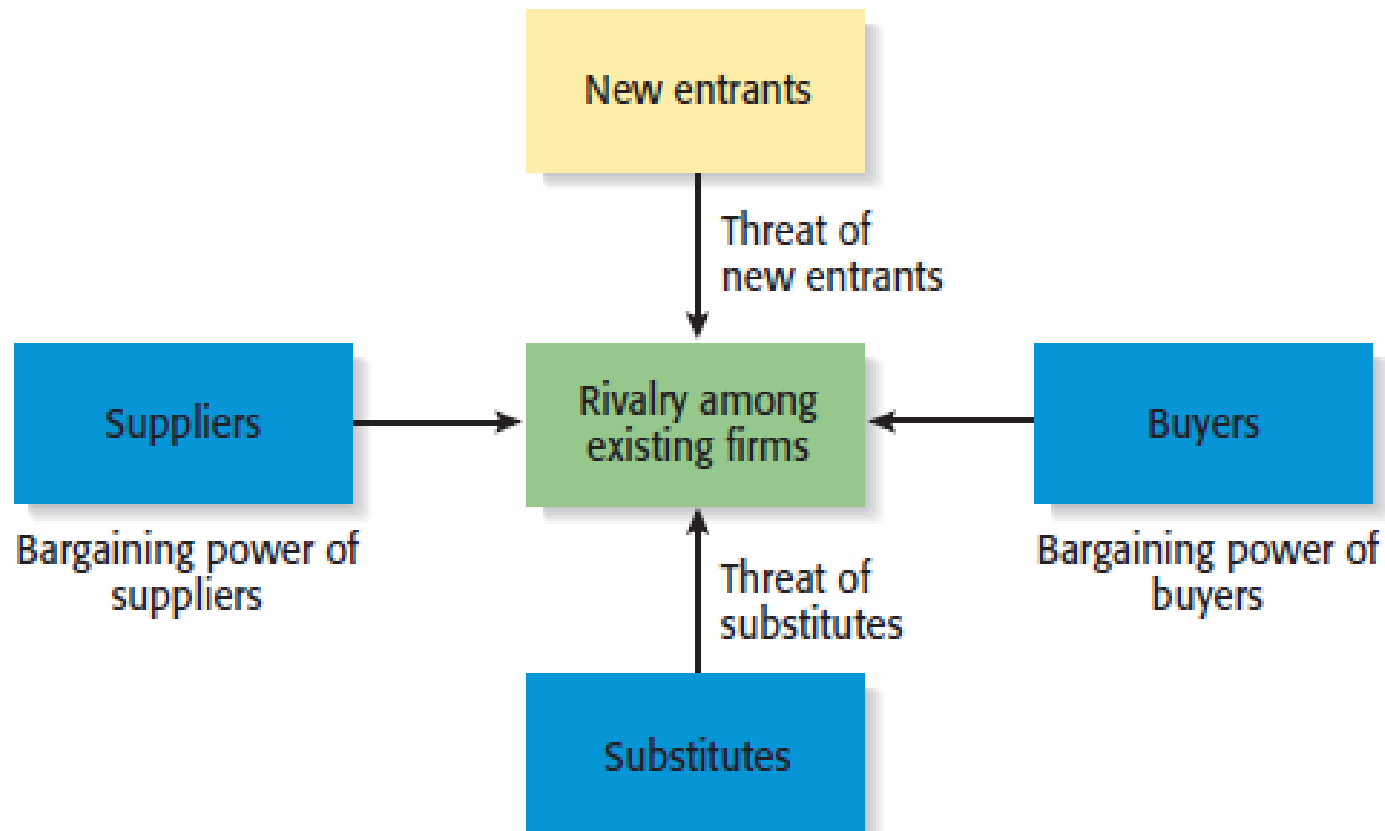 New entrants
Threat of
new entrants
Suppliers
Rivalry among
existing firms
Buyers
Bargaining power of
suppliers
Threat of
substitutes
Bargaining power of
buyers
Substitutes